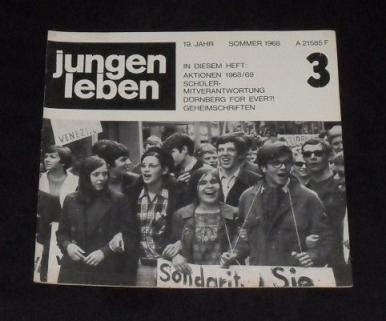 19. JAHR SOMMER 1968 A 21585 F
jungen
leben
IN DIESEM HEFT:
AKTIONEN 1968/69
SCHÜLER-
MITVERANTWORTUNG
DORNBERG FOR EVER?!
GEHEIMSCHRIFTEN
3
Sie